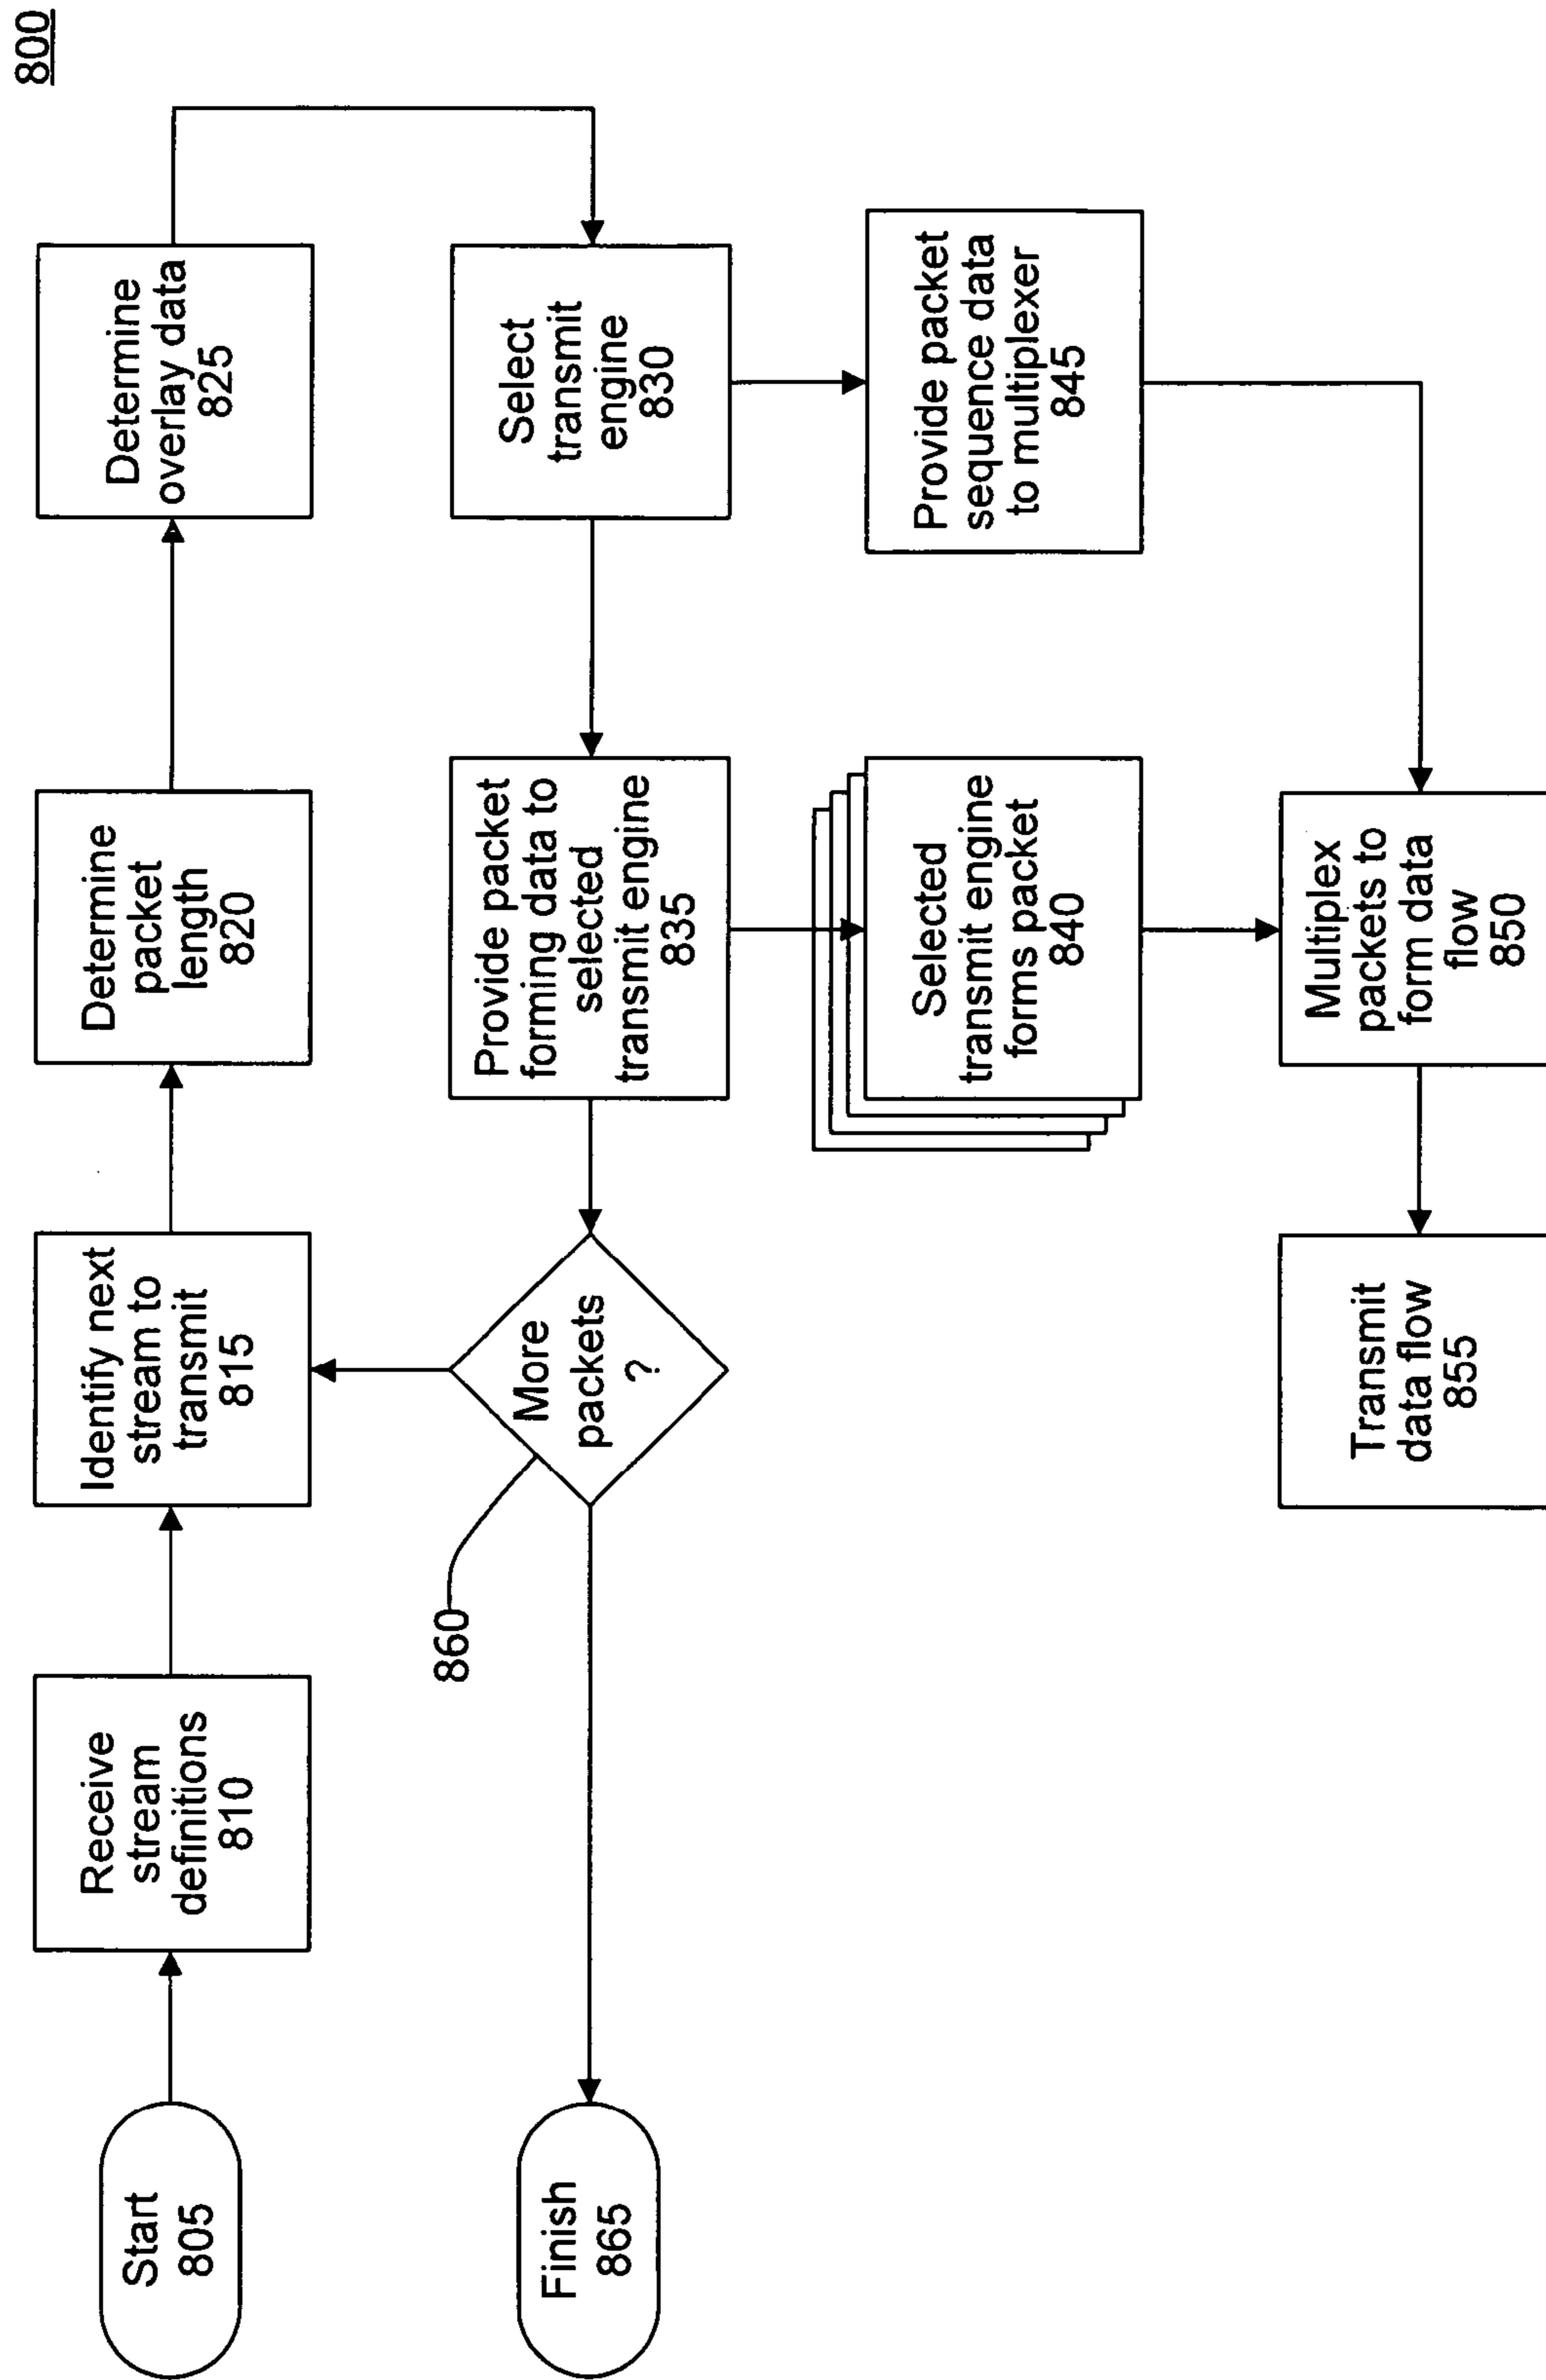 800
Start
805
Receive
stream
definitions
810
Identify next
stream to
transmit
815
Determine
packet
length
820
Determine
overlay data
825
Finish
865
860
More
packets
?
Provide packet
forming data to
selected
transmit engine
835
Select
transmit
engine
830
Selected
transmit engine
forms packet
840
Provide packet
sequence data
to multiplexer
845
Transmit
data flow
855
Multiplex
packets to
form data
flow
850